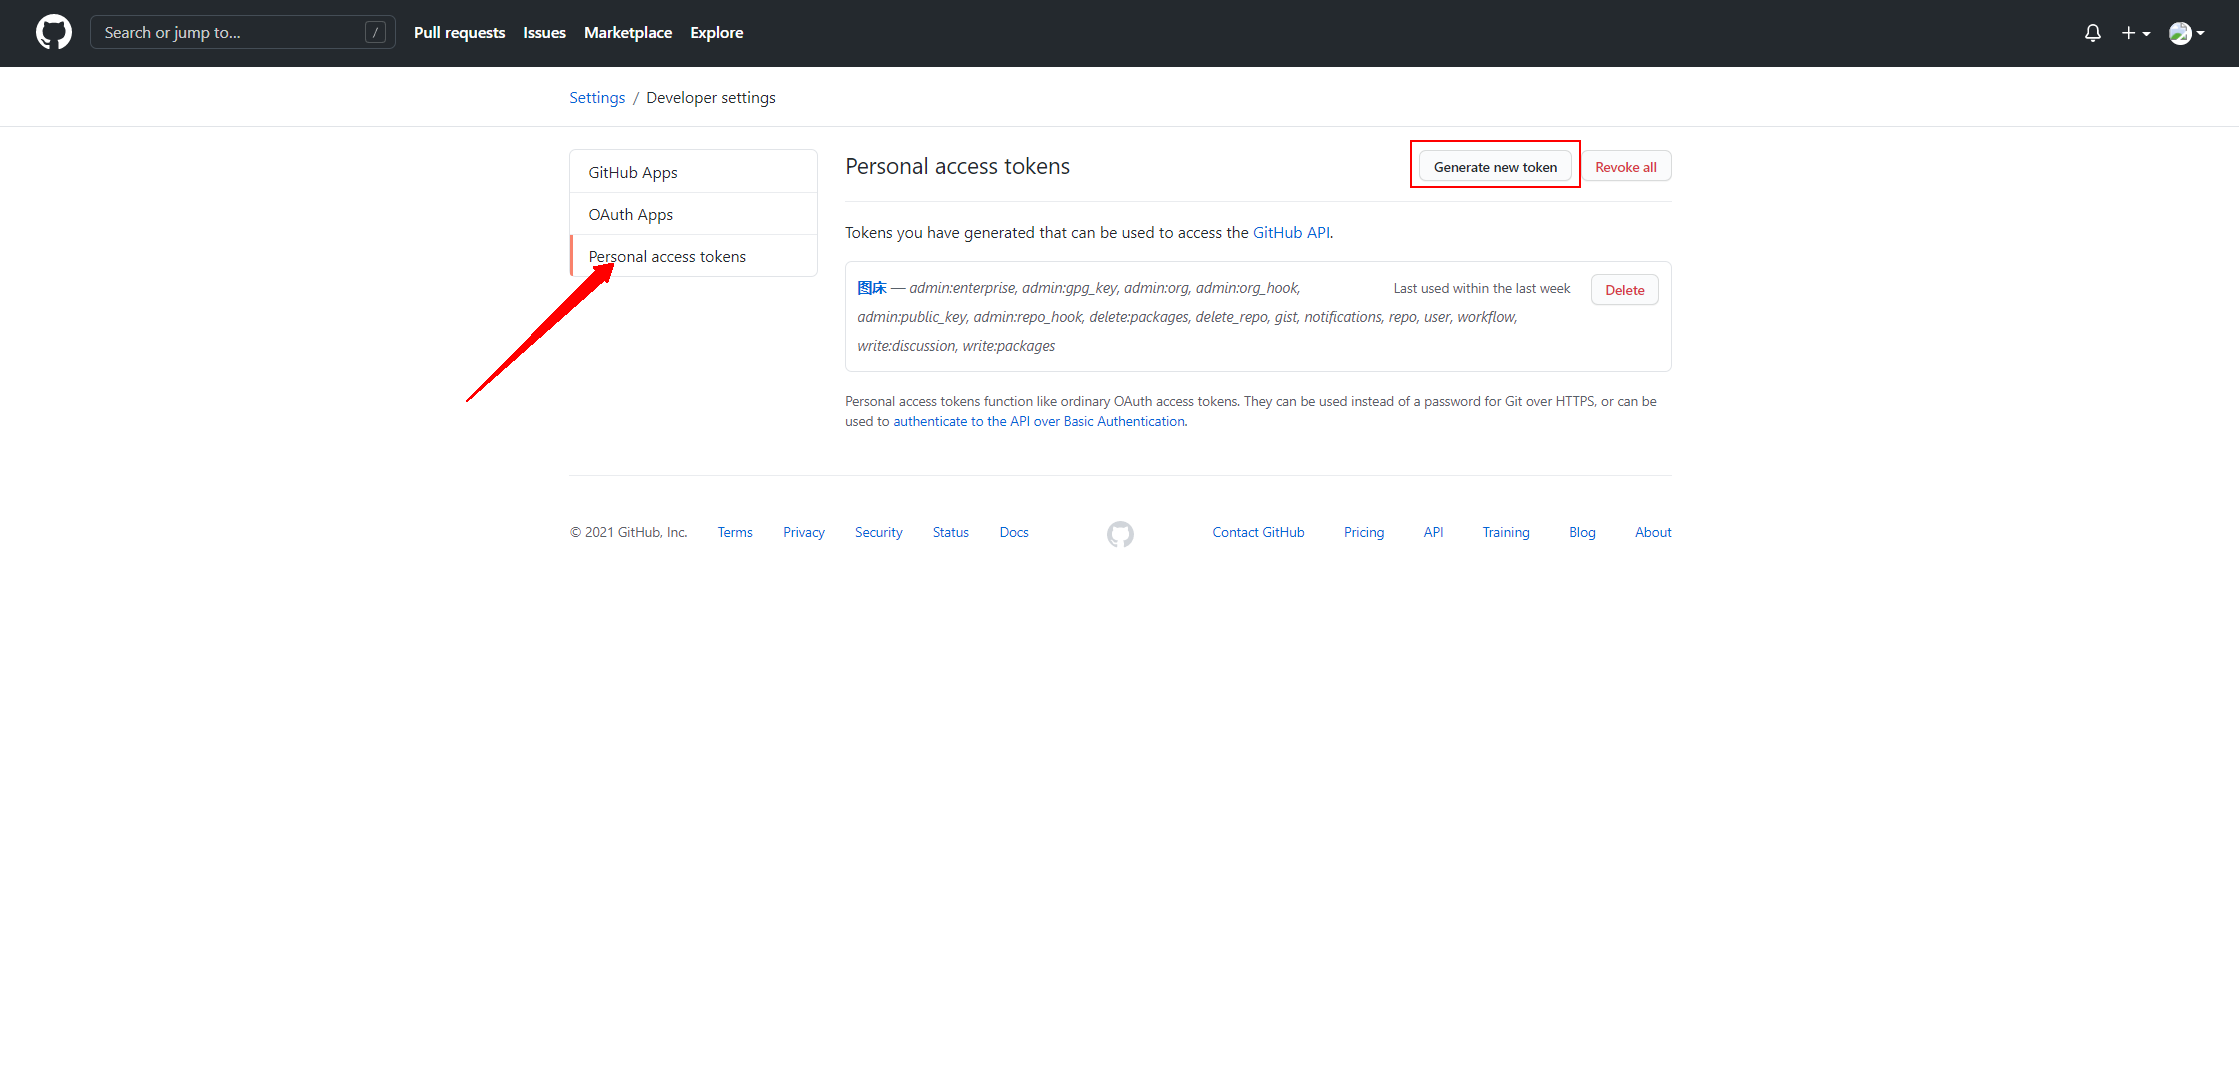 Search or jump to...
/
Pull requests
Issues
Marketplace
Explore
Settings / Developer settings
GitHub Apps
OAuth Apps
Personal access tokens
Personal access tokens
Generate new token
Revoke all
Tokens you have generated that can be used to access the GitHub API.
图床 — admin:enterprise, admin:gpg_key, admin:org, admin:org_hook,
admin:public_key, admin:repo_hook, delete:packages, delete_repo, gist, notifications, repo, user, workflow,
write:discussion, write:packages
Last used within the last week
Delete
Personal access tokens function like ordinary OAuth access tokens. They can be used instead of a password for Git over HTTPS, or can be
used to authenticate to the API over Basic Authentication.
© 2021 GitHub, Inc.
Terms
Privacy
Security
Status
Docs
Contact GitHub
Pricing
API
Training
Blog
About